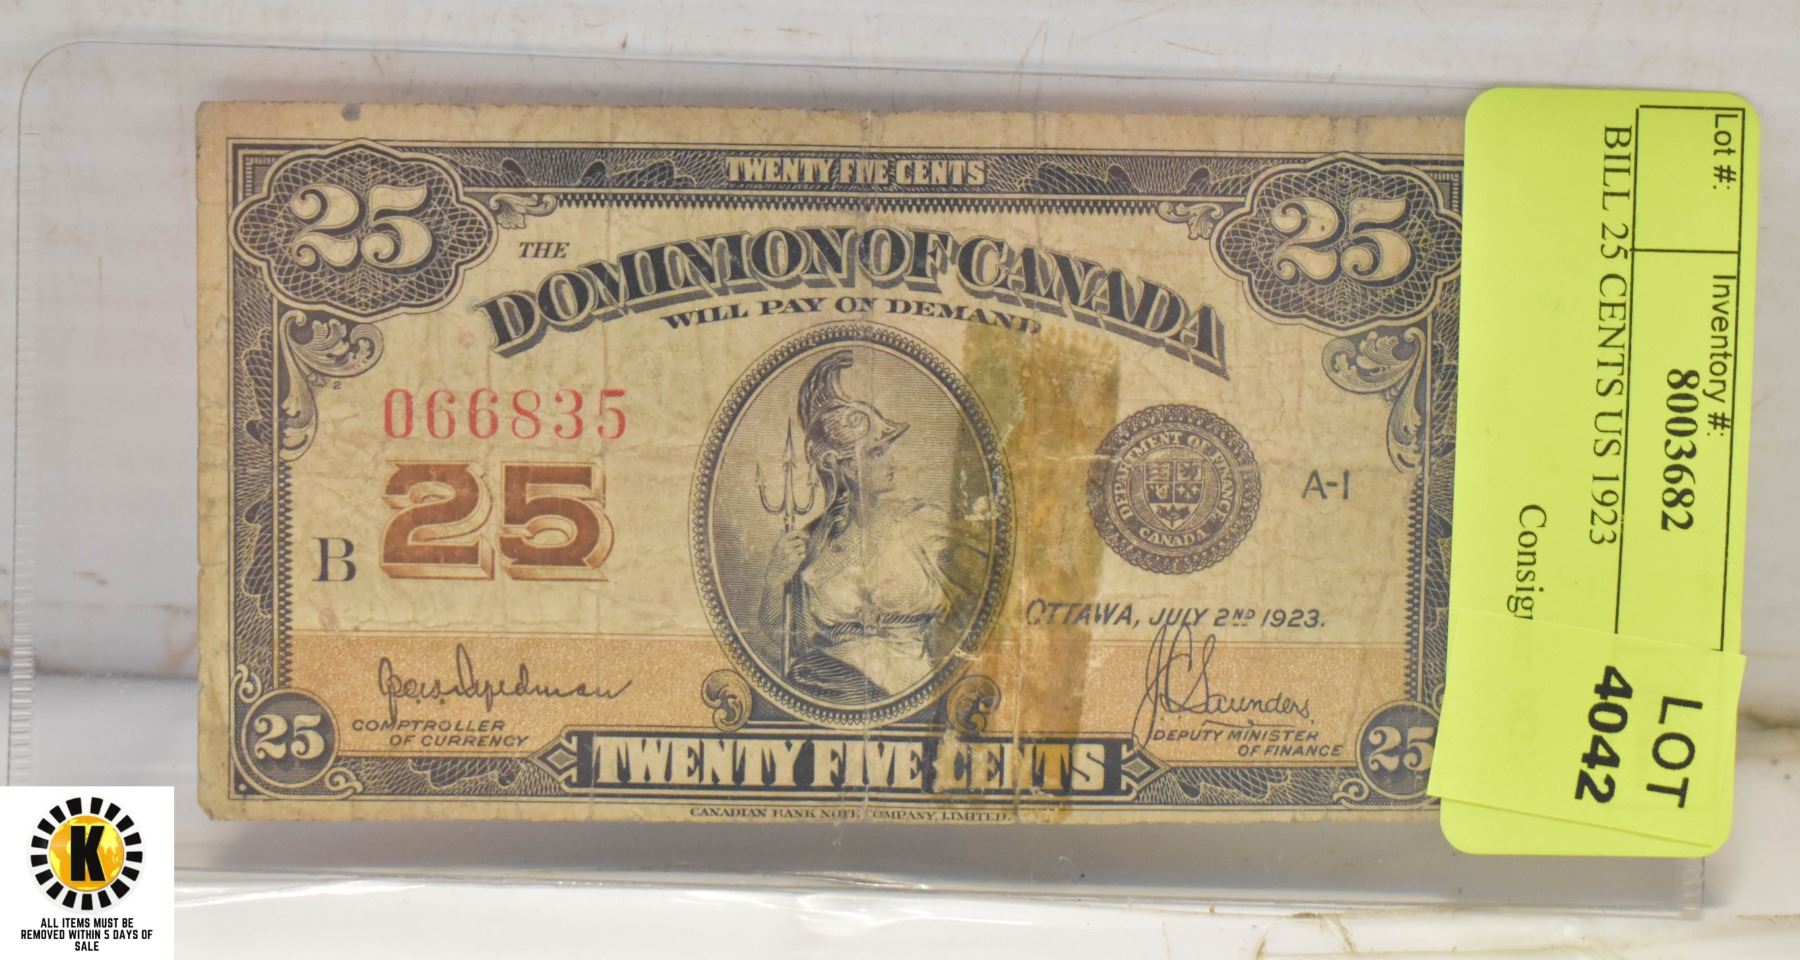 TWENTY FIVE CENTS
25
25
THE
DOMINION OF CANADA
WILL PAY ON DEMAND
2
066835
25
B
DEPARTMENT OF FINANCE
CANADA
A-1
OTTAWA, JULY 2ND 1923.
COMPTROLLER
OF CURRENCY
J C Saunders,
DEPUTY MINISTER
OF FINANCE
25
25
TWENTY FIVE CENTS
CANADIAN BANK NOTE COMPANY, LIMITED.
Lot #:
Inventory #:
8003682
BILL 25 CENTS US 1923
Consign
LOT
4042
K
ALL ITEMS MUST BE
REMOVED WITHIN 5 DAYS OF
SALE